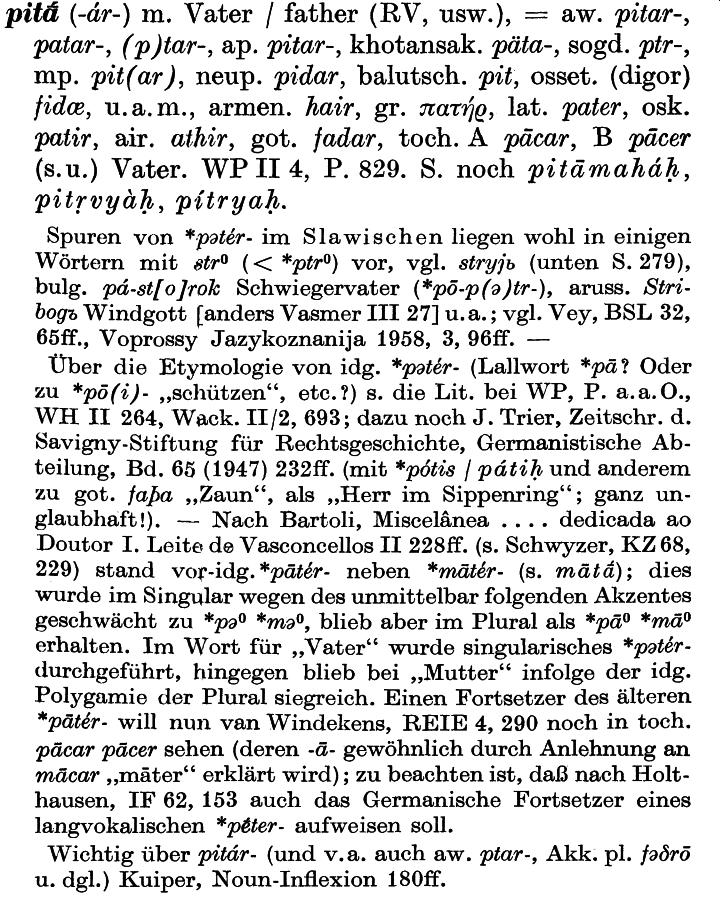 pitā́ (-ár-) m. Vater / father (RV, usw.), = aw. pitar-,
patar-, (p)tar-, ap. pitar-, khotansak. päta-, sogd. ptr-,
mp. pit(ar), neup. pidar, balutsch. pit, osset. (digor)
fidœ, u.a.m., armen. hair, gr. πατήρ, lat. pater, osk.
patir, air. athir, got. fadar, toch. A pācar, B pācer
(s.u.) Vater. WP II 4, P. 829. S. noch pitāmaháḥ,
pitṛvyàḥ, pítryaḥ.
Spuren von *pətér- im Slawischen liegen wohl in einigen
Wörtern mit str⁰ (< *ptr⁰) vor, vgl. stryjь (unten S. 279),
bulg. pá-st[o]rok Schwiegervater (*pō-p(ə)tr-), aruss. Stri-
bogъ Windgott [anders Vasmer III 27] u.a.; vgl. Vey, BSL 32,
65ff., Voprossy Jazykoznanija 1958, 3, 96ff. —
Über die Etymologie von idg. *pətér- (Lallwort *pā? Oder
zu *pō(i)- „schützen“, etc.?) s. die Lit. bei WP, P. a.a.O.,
WH II 264, Wack. II/2, 693; dazu noch J. Trier, Zeitschr. d.
Savigny-Stiftung für Rechtsgeschichte, Germanistische Ab-
teilung, Bd. 65 (1947) 232ff. (mit *pótis / pátiḥ und anderem
zu got. faþa „Zaun“, als „Herr im Sippenring“; ganz un-
glaubhaft!). — Nach Bartoli, Miscelânea .... dedicada ao
Doutor I. Leite de Vasconcellos II 228ff. (s. Schwyzer, KZ 68,
229) stand vor-idg. *pātér- neben *mātér- (s. mātā́); dies
wurde im Singular wegen des unmittelbar folgenden Akzentes
geschwächt zu *pə⁰ *mə⁰, blieb aber im Plural als *pā⁰ *mā⁰
erhalten. Im Wort für „Vater“ wurde singularisches *pətér-
durchgeführt, hingegen blieb bei „Mutter“ infolge der idg.
Polygamie der Plural siegreich. Einen Fortsetzer des älteren
*pātér- will nun van Windekens, REIE 4, 290 noch in toch.
pācar pācer sehen (deren -ā- gewöhnlich durch Anlehnung an
mācar „māter“ erklärt wird); zu beachten ist, daß nach Holt-
hausen, IF 62, 153 auch das Germanische Fortsetzer eines
langvokalischen *pḗter- aufweisen soll.
Wichtig über pitár- (und v.a. auch aw. ptar-, Akk. pl. fəδrō
u. dgl.) Kuiper, Noun-Inflexion 180ff.